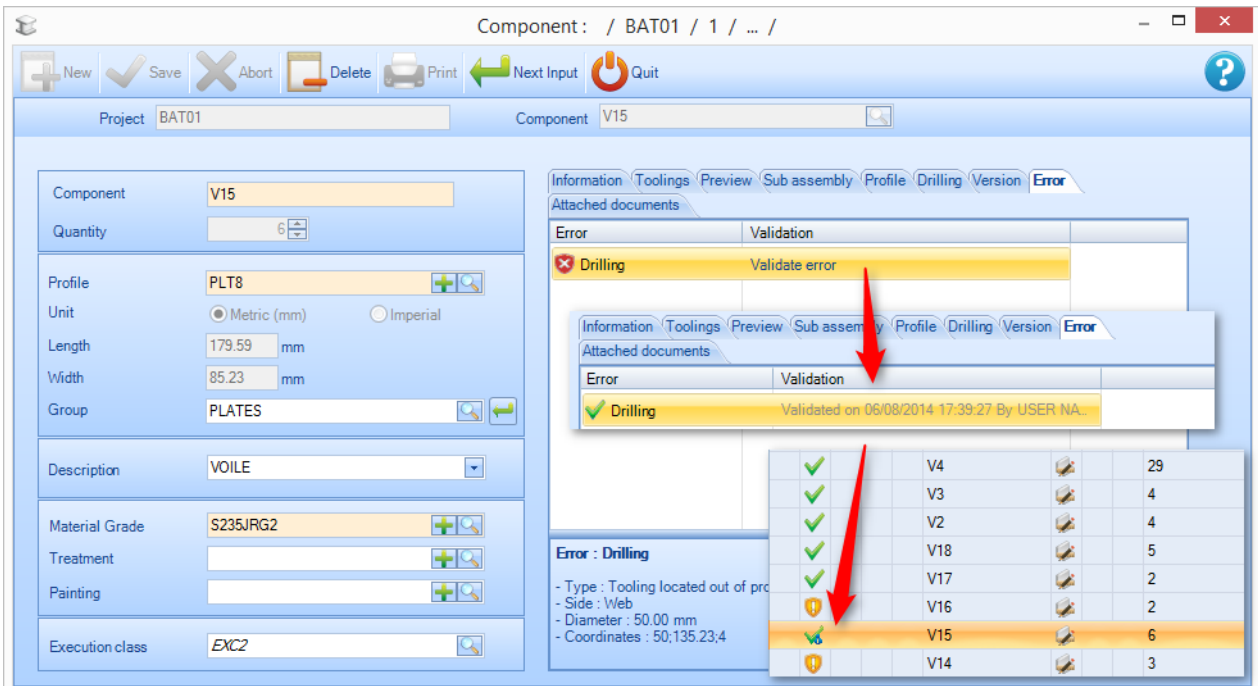 Component : / BAT01 / 1 / ... /
New Save Abort Delete Print Next Input Quit ?
Project BAT01 Component V15
Component V15
Quantity 6
Profile PLT8
Unit Metric (mm) Imperial
Length 179.59 mm
Width 85.23 mm
Group PLATES
Description VOILE
Material Grade S235JRG2
Treatment
Painting
Execution class EXC2
Information Toolings Preview Sub assembly Profile Drilling Version Error
Attached documents
Error Validation
Drilling Validate error
Information Toolings Preview Sub assembly Profile Drilling Version Error
Attached documents
Error Validation
Drilling Validated on 06/08/2014 17:39:27 By USER NA...
Error : Drilling
- Type : Tooling located out of pro
- Side : Web
- Diameter : 50.00 mm
- Coordinates : 50;135.23;4
V4 29
V3 4
V2 4
V18 5
V17 2
V16 2
V15 6
V14 3